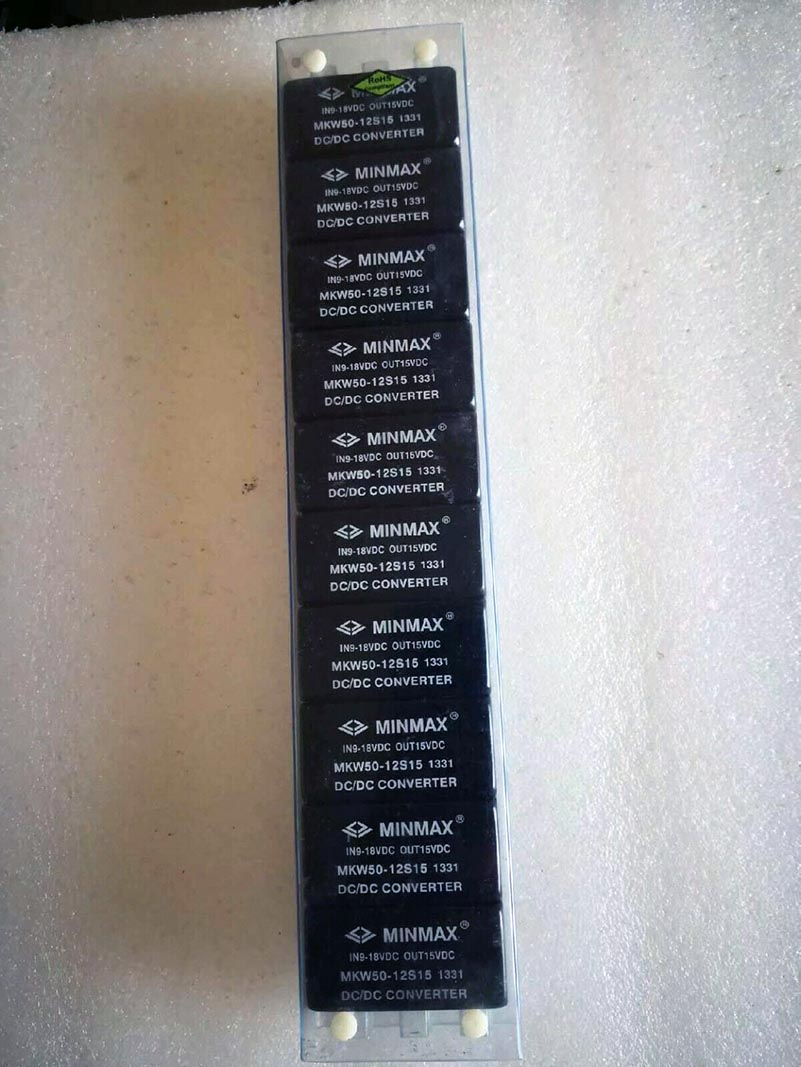 RoHS
Compliant
IN9-18VDC OUT15VDC
MKW50-12S15 1331
DC/DC CONVERTER
MINMAX®
IN9-18VDC OUT15VDC
MKW50-12S15 1331
DC/DC CONVERTER
MINMAX®
IN9-18VDC OUT15VDC
MKW50-12S15 1331
DC/DC CONVERTER
MINMAX®
IN9-18VDC OUT15VDC
MKW50-12S15 1331
DC/DC CONVERTER
MINMAX®
IN9-18VDC OUT15VDC
MKW50-12S15 1331
DC/DC CONVERTER
MINMAX®
IN9-18VDC OUT15VDC
MKW50-12S15 1331
DC/DC CONVERTER
MINMAX®
IN9-18VDC OUT15VDC
MKW50-12S15 1331
DC/DC CONVERTER
MINMAX®
IN9-18VDC OUT15VDC
MKW50-12S15 1331
DC/DC CONVERTER
MINMAX®
IN9-18VDC OUT15VDC
MKW50-12S15 1331
DC/DC CONVERTER
MINMAX®
IN9-18VDC OUT15VDC
MKW50-12S15 1331
DC/DC CONVERTER